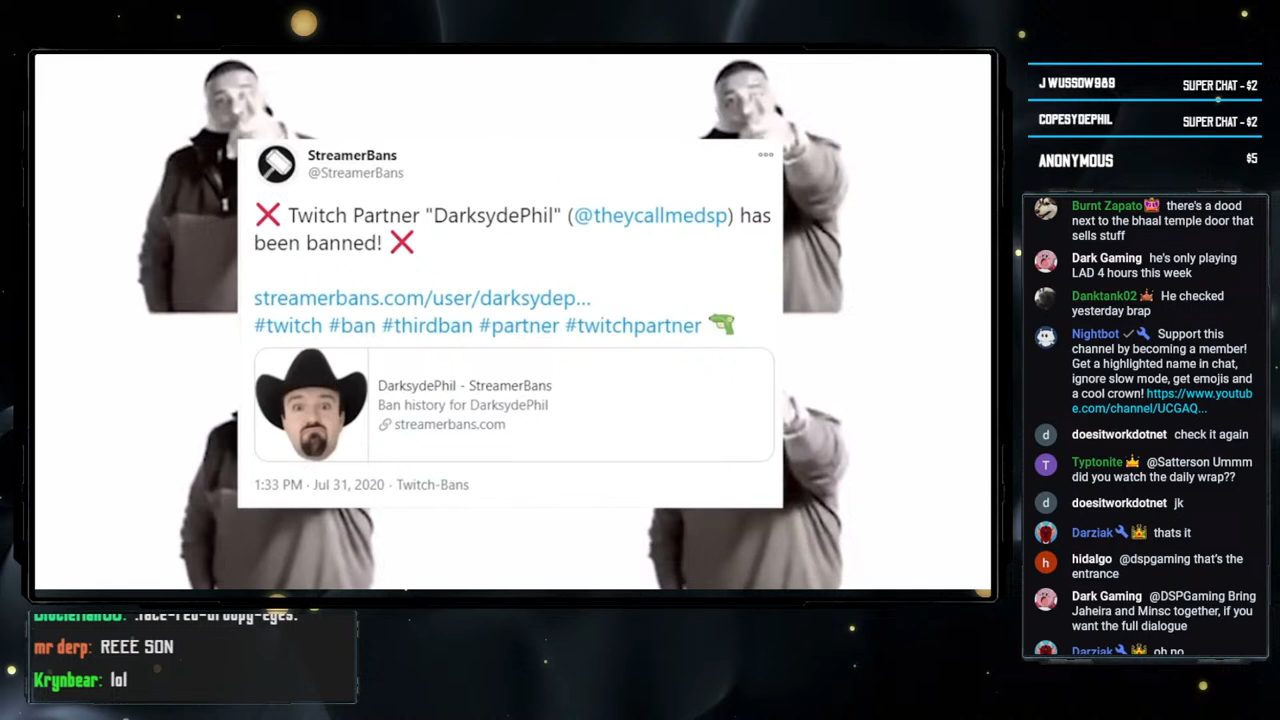 StreamerBans
@StreamerBans
❌ Twitch Partner "DarksydePhil" (@theycallmedsp) has
been banned! ❌
streamerbans.com/user/darksydep...
#twitch #ban #thirdban #partner #twitchpartner 🔫
DarksydePhil - StreamerBans
Ban history for DarksydePhil
streamerbans.com
1:33 PM · Jul 31, 2020 · Twitch-Bans
mr derp: REEE SON
Krynbear: lol
J WUSSOW989 SUPER CHAT - $2
COPESYDEPHIL SUPER CHAT - $2
ANONYMOUS $5
Burnt Zapato there's a dood
next to the bhaal temple door that
sells stuff
Dark Gaming he's only playing
LAD 4 hours this week
Danktank02 He checked
yesterday brap
Nightbot Support this
channel by becoming a member!
Get a highlighted name in chat,
ignore slow mode, get emojis and
a cool crown! https://www.youtub
e.com/channel/UCGAQ...
d doesitworkdotnet check it again
T Typtonite @Satterson Ummm
did you watch the daily wrap??
d doesitworkdotnet jk
Darziak thats it
h hidalgo @dspgaming that's the
entrance
Dark Gaming @DSPGaming Bring
Jaheira and Minsc together, if you
want the full dialogue
Darziak oh no